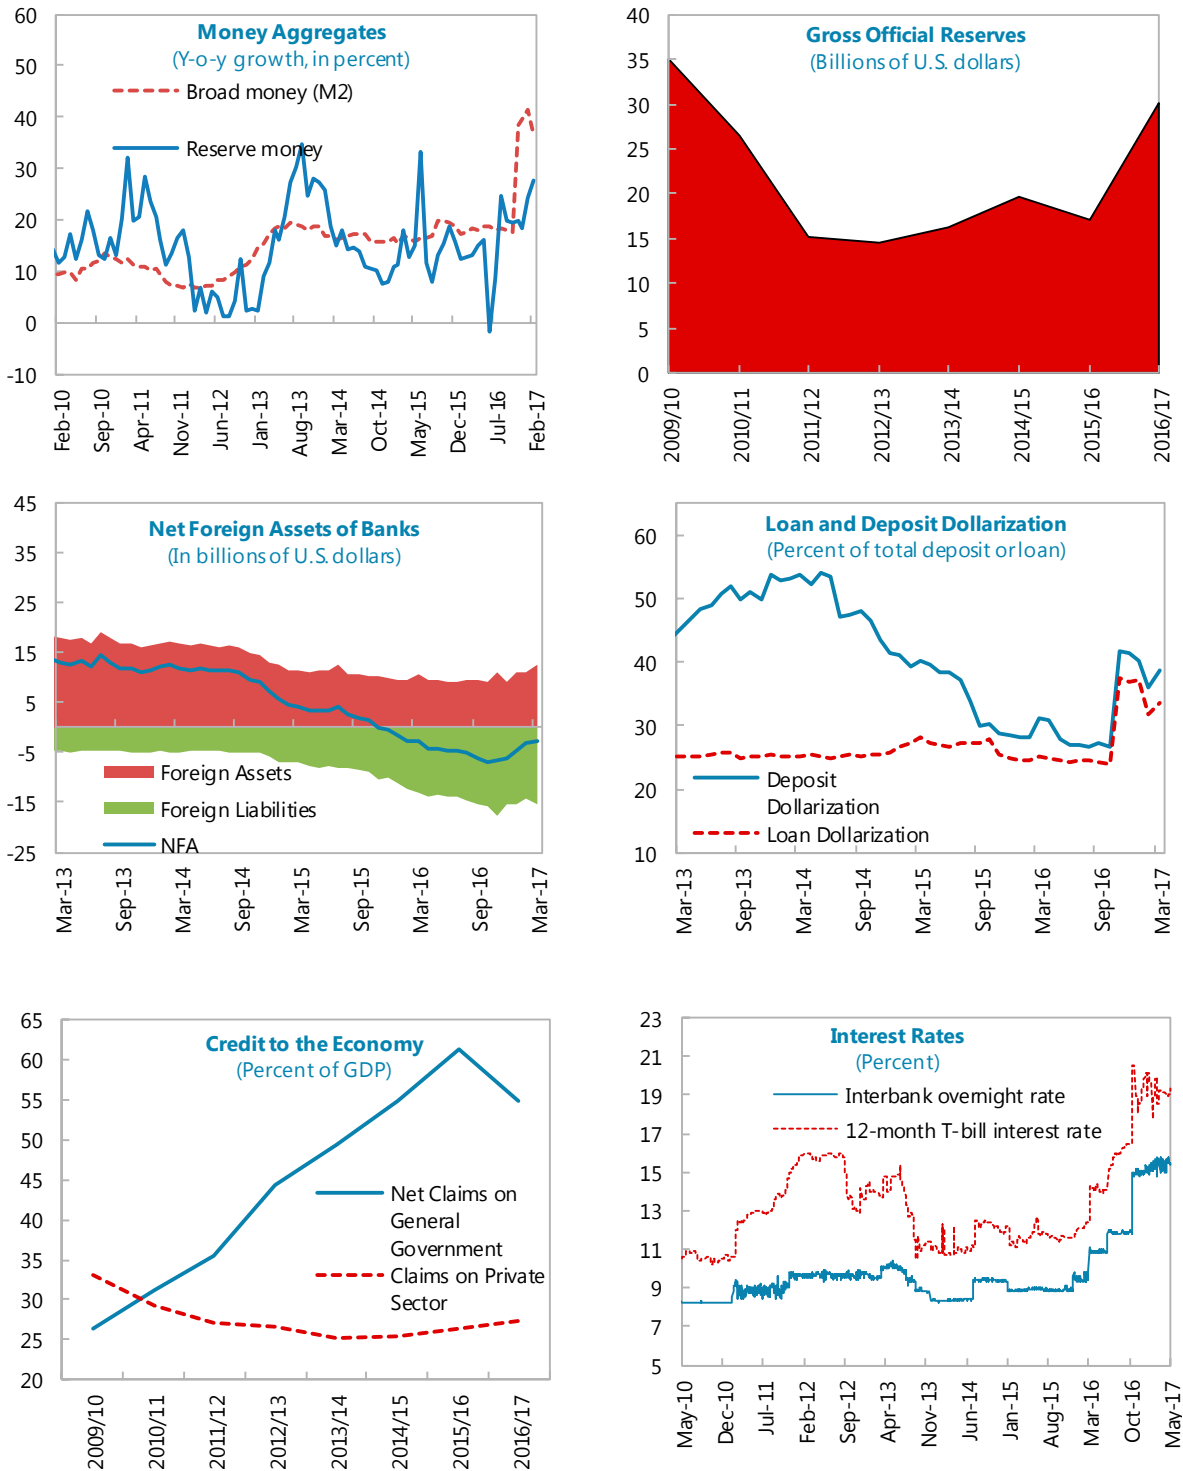 Money Aggregates
(Y-o-y growth, in percent)
Broad money (M2)
Reserve money
60
50
40
30
20
10
0
-10
Feb-10
Sep-10
Apr-11
Nov-11
Jun-12
Jan-13
Aug-13
Mar-14
Oct-14
May-15
Dec-15
Jul-16
Feb-17
Gross Official Reserves
(Billions of U.S. dollars)
40
35
30
25
20
15
10
5
0
2009/10
2010/11
2011/12
2012/13
2013/14
2014/15
2015/16
2016/17
Net Foreign Assets of Banks
(In billions of U.S. dollars)
45
35
25
15
5
-5
-15
-25
Foreign Assets
Foreign Liabilities
NFA
Mar-13
Sep-13
Mar-14
Sep-14
Mar-15
Sep-15
Mar-16
Sep-16
Mar-17
Loan and Deposit Dollarization
(Percent of total deposit or loan)
60
50
40
30
20
10
Deposit
Dollarization
Loan Dollarization
Mar-13
Sep-13
Mar-14
Sep-14
Mar-15
Sep-15
Mar-16
Sep-16
Mar-17
Credit to the Economy
(Percent of GDP)
65
60
55
50
45
40
35
30
25
20
Net Claims on
General
Government
Claims on Private
Sector
2009/10
2010/11
2011/12
2012/13
2013/14
2014/15
2015/16
2016/17
Interest Rates
(Percent)
Interbank overnight rate
12-month T-bill interest rate
23
21
19
17
15
13
11
9
7
5
May-10
Dec-10
Jul-11
Feb-12
Sep-12
Apr-13
Nov-13
Jun-14
Jan-15
Aug-15
Mar-16
Oct-16
May-17